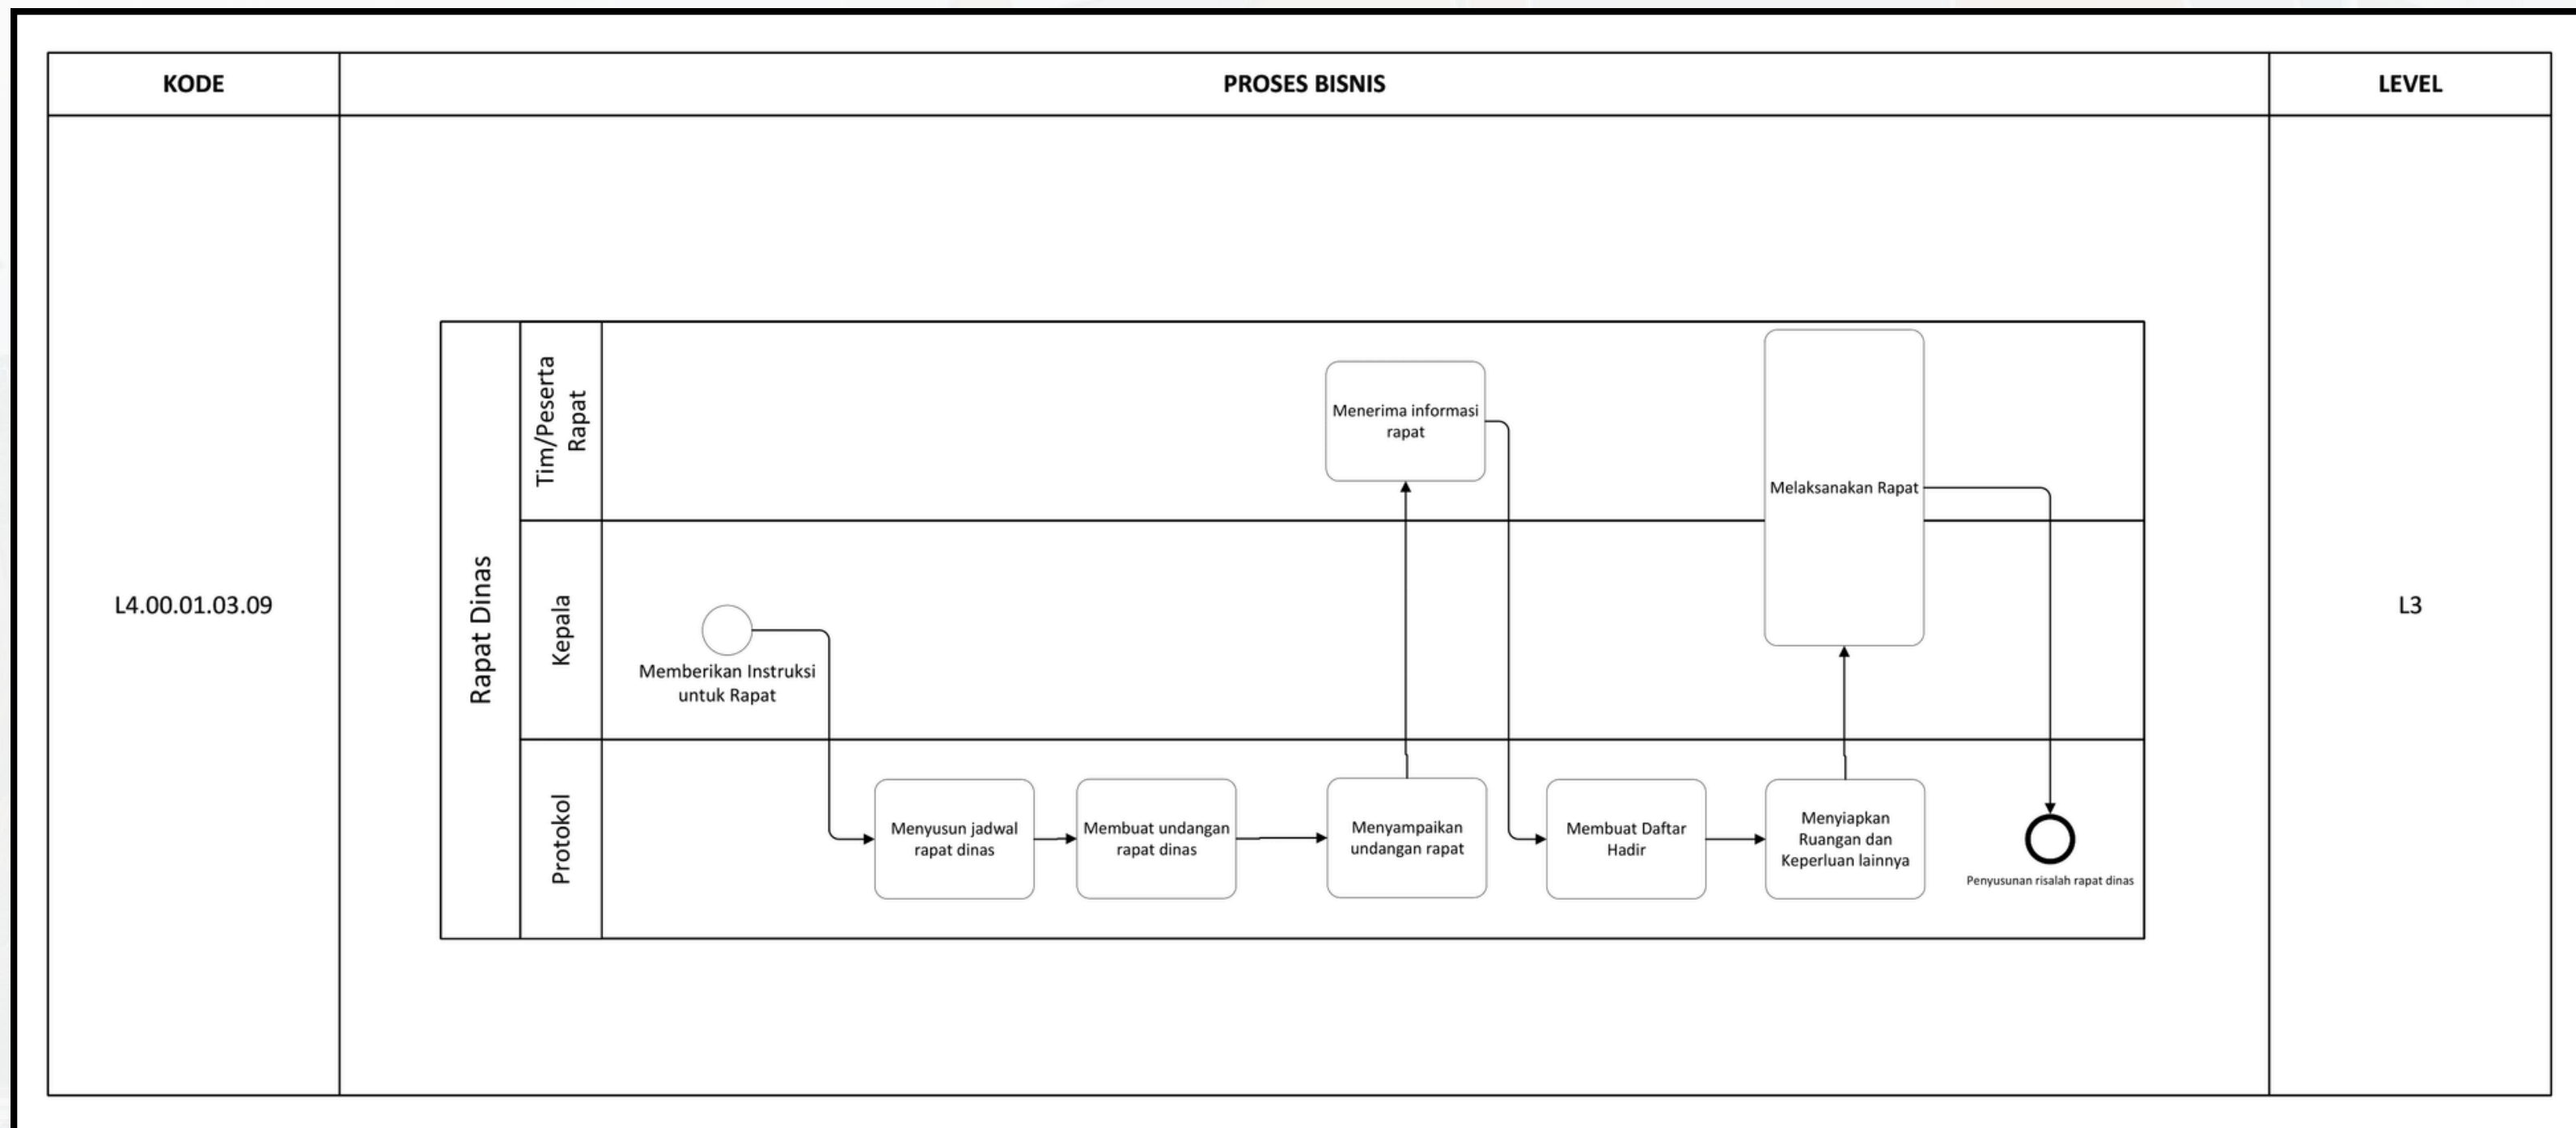 KODE
PROSES BISNIS
LEVEL
L4.00.01.03.09
Rapat Dinas
Tim/Peserta
Rapat
Menerima informasi
rapat
Melaksanakan Rapat
Kepala
Memberikan Instruksi
untuk Rapat
Protokol
Menyusun jadwal
rapat dinas
Membuat undangan
rapat dinas
Menyampaikan
undangan rapat
Membuat Daftar
Hadir
Menyiapkan
Ruangan dan
Keperluan lainnya
Penyusunan risalah rapat dinas
L3